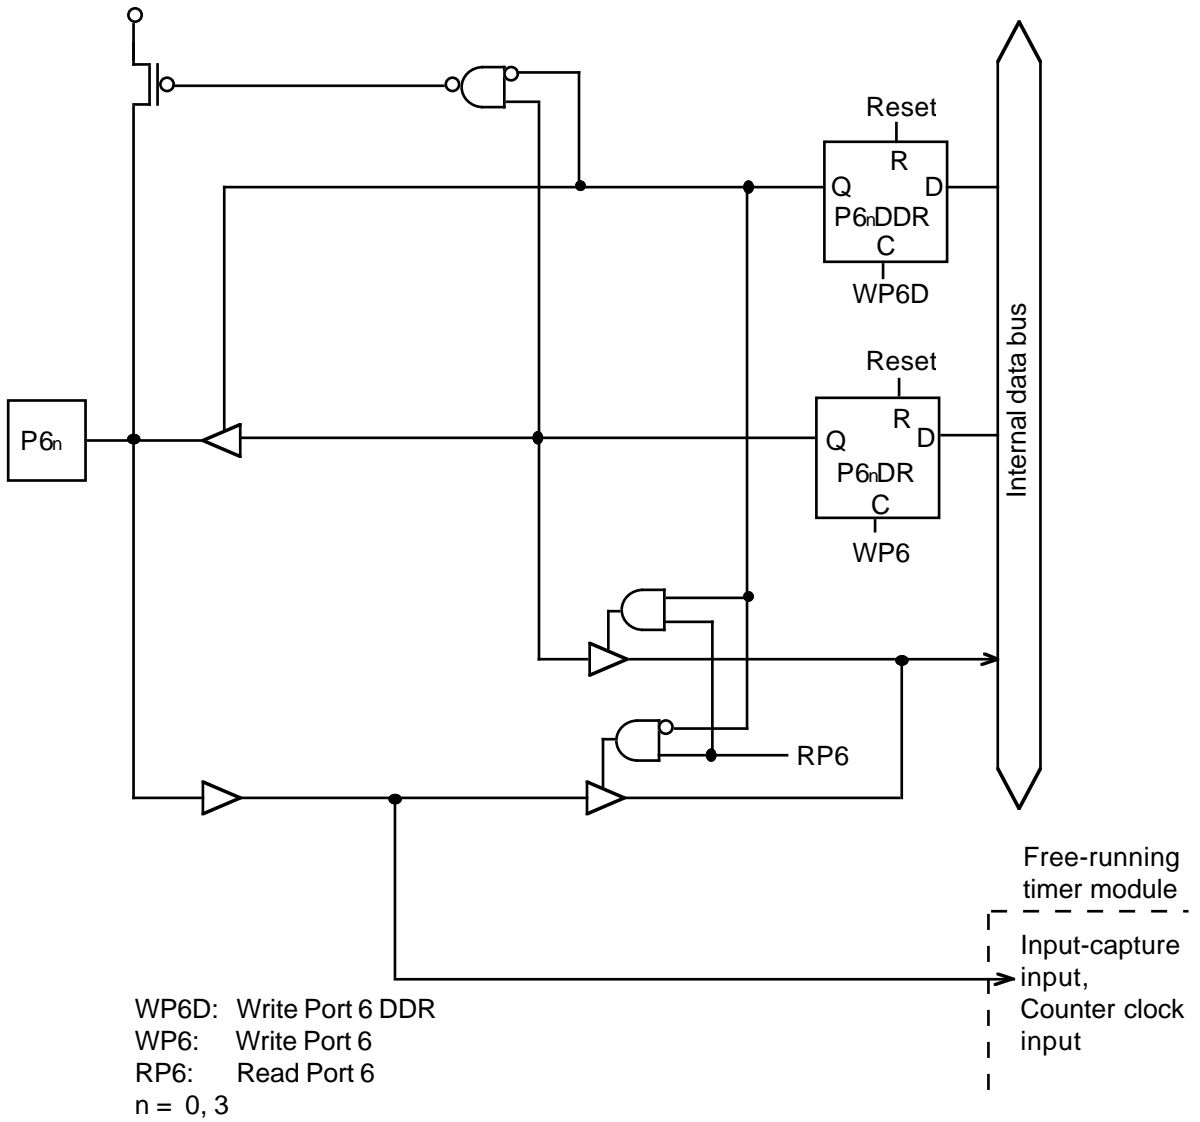 Reset
R
Q D
P6nDDR
C
WP6D
Internal data bus
Reset
R
P6n
Q D
P6nDR
C
WP6
RP6
Free-running
timer module
Input-capture
input,
Counter clock
input
WP6D: Write Port 6 DDR
WP6: Write Port 6
RP6: Read Port 6
n = 0, 3